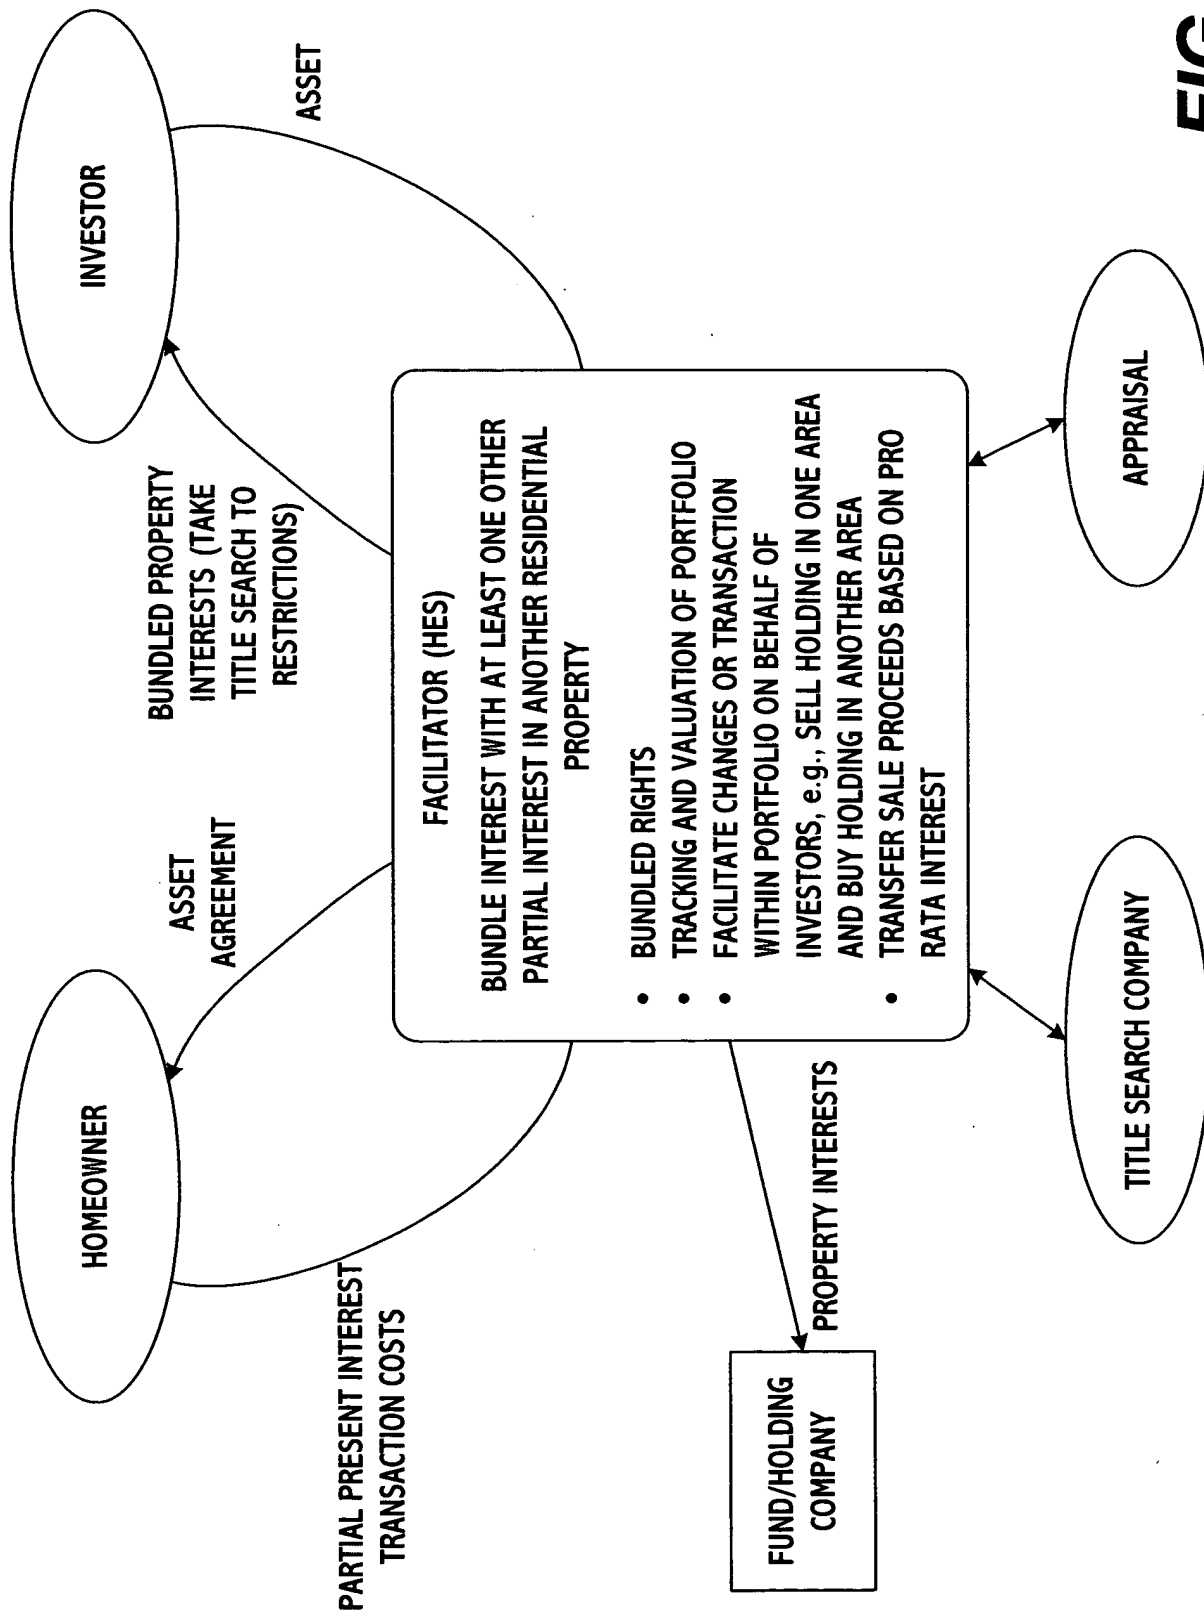 HOMEOWNER
INVESTOR
ASSET
AGREEMENT
BUNDLED PROPERTY
INTERESTS (TAKE
TITLE SEARCH TO
RESTRICTIONS)
ASSET
PARTIAL PRESENT INTEREST
TRANSACTION COSTS
FACILITATOR (HES)
BUNDLE INTEREST WITH AT LEAST ONE OTHER
PARTIAL INTEREST IN ANOTHER RESIDENTIAL
PROPERTY
• BUNDLED RIGHTS
• TRACKING AND VALUATION OF PORTFOLIO
• FACILITATE CHANGES OR TRANSACTION
WITHIN PORTFOLIO ON BEHALF OF
INVESTORS, e.g., SELL HOLDING IN ONE AREA
AND BUY HOLDING IN ANOTHER AREA
• TRANSFER SALE PROCEEDS BASED ON PRO
RATA INTEREST
PROPERTY INTERESTS
FUND/HOLDING
COMPANY
TITLE SEARCH COMPANY
APPRAISAL
FIG